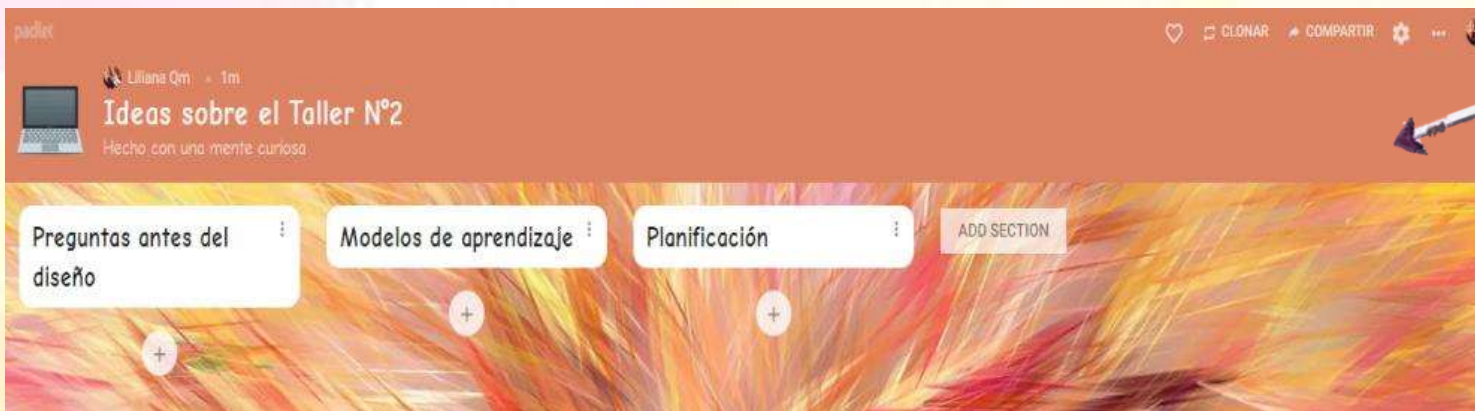 padlet
CLONAR COMPARTIR
Liliana Qm 1m
Ideas sobre el Taller N°2
Hecho con una mente curiosa
Preguntas antes del
diseño
Modelos de aprendizaje
Planificación
ADD SECTION